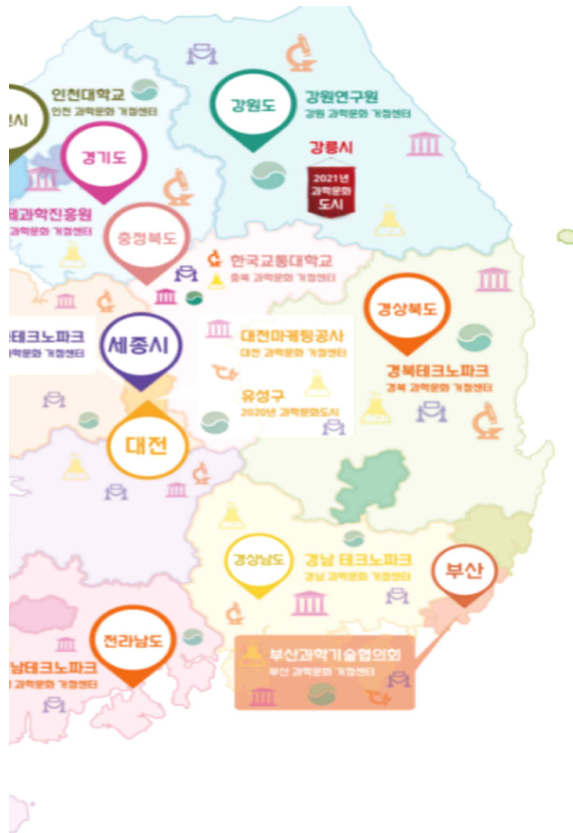 인천대학교
인천 과학문화 거점센터
강원도
강원연구원
강원 과학문화 거점센터
강릉시
2021년
과학문화
도시
경기도
과학진흥원
과학문화 거점센터
충청북도
한국교통대학교
충북 과학문화 거점센터
경상북도
경북테크노파크
경북 과학문화 거점센터
테크노파크
과학문화 거점센터
세종시
대전마케팅공사
대전 과학문화 거점센터
유성구
2020년 과학문화도시
대전
경상남도
경남 테크노파크
경남 과학문화 거점센터
부산
전라남도
남테크노파크
과학문화 거점센터
부산과학기술협의회
부산 과학문화 거점센터